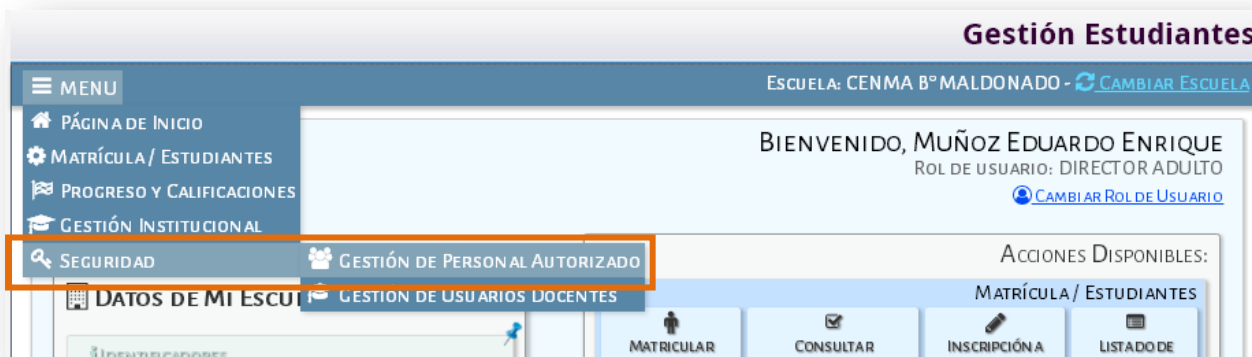 Gestión Estudiantes
MENU
ESCUELA: CENMA B° MALDONADO - CAMBIAR ESCUELA
PÁGINA DE INICIO
MATRÍCULA / ESTUDIANTES
PROGRESO Y CALIFICACIONES
GESTIÓN INSTITUCIONAL
SEGURIDAD
GESTIÓN DE PERSONAL AUTORIZADO
GESTIÓN DE USUARIOS DOCENTES
BIENVENIDO, MUÑOZ EDUARDO ENRIQUE
ROL DE USUARIO: DIRECTOR ADULTO
CAMBIAR ROL DE USUARIO
DATOS DE MI ESCU
IDENTIFICADORES
ACCIONES DISPONIBLES:
MATRÍCULA / ESTUDIANTES
MATRICULAR
CONSULTAR
INSCRIPCIÓN A
LISTADO DE